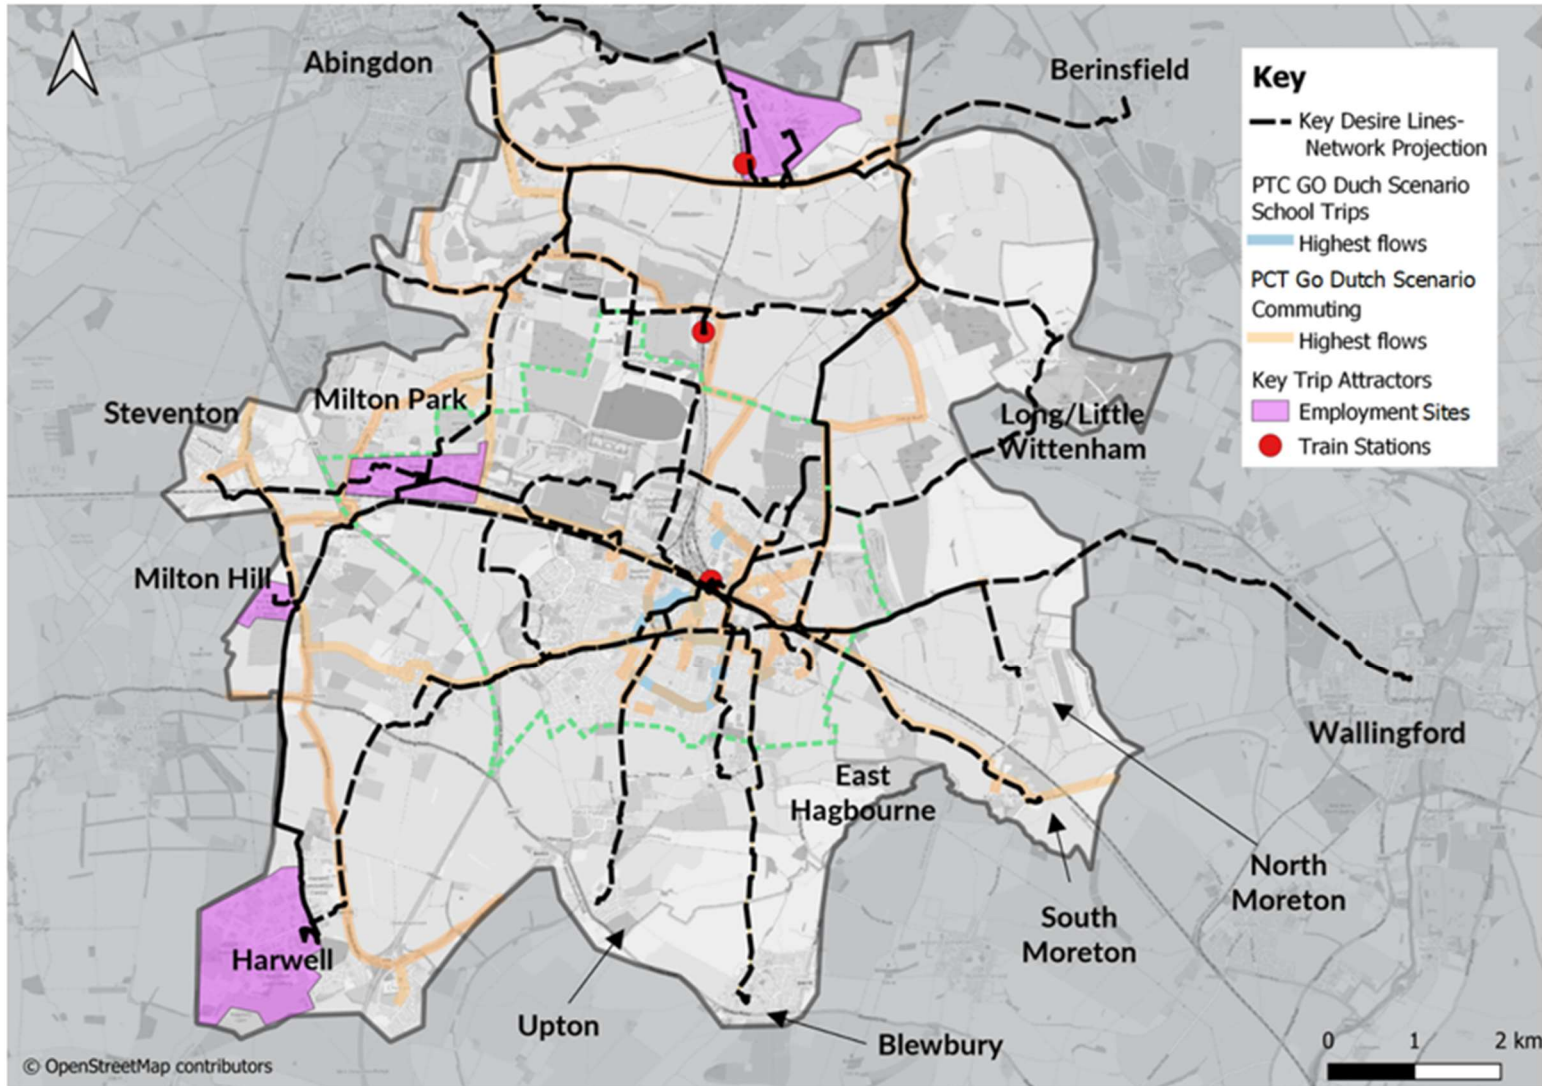 Abingdon
Berinsfield
Key
Key Desire Lines-
Network Projection
PTC GO Duch Scenario
School Trips
Highest flows
PCT Go Dutch Scenario
Commuting
Highest flows
Key Trip Attractors
Employment Sites
Train Stations
Steventon
Milton Park
Long/Little
Wittenham
Milton Hill
Wallingford
East
Hagbourne
North
Moreton
South
Moreton
Harwell
Upton
Blewbury
0 1 2 km
© OpenStreetMap contributors